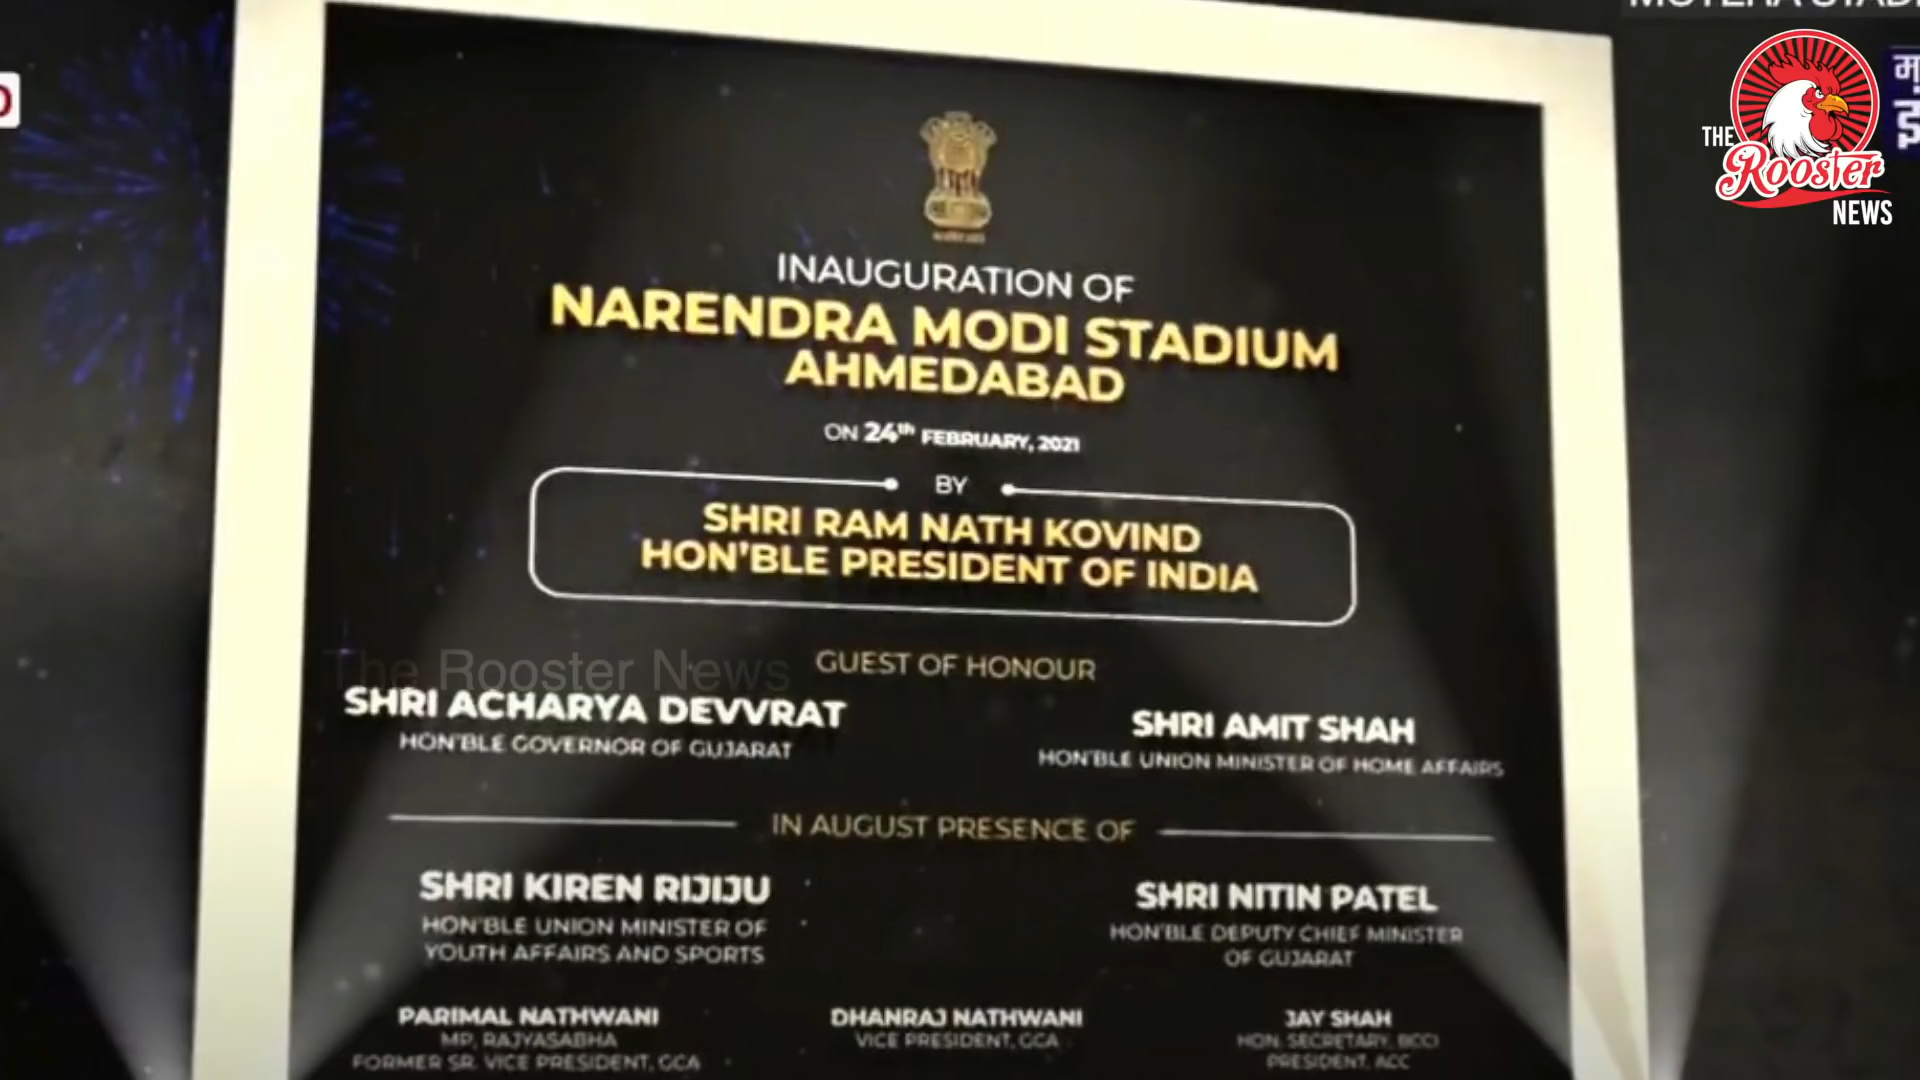 MOTERA STAD
THE
Rooster
NEWS
म
इ
INAUGURATION OF
NARENDRA MODI STADIUM
AHMEDABAD
ON 24th FEBRUARY, 2021
BY
SHRI RAM NATH KOVIND
HON'BLE PRESIDENT OF INDIA
The Rooster News
GUEST OF HONOUR
SHRI ACHARYA DEVVRAT
HON'BLE GOVERNOR OF GUJARAT
SHRI AMIT SHAH
HON'BLE UNION MINISTER OF HOME AFFAIRS
IN AUGUST PRESENCE OF
SHRI KIREN RIJIJU
HON'BLE UNION MINISTER OF
YOUTH AFFAIRS AND SPORTS
SHRI NITIN PATEL
HON'BLE DEPUTY CHIEF MINISTER
OF GUJARAT
PARIMAL NATHWANI
MP, RAJYASABHA
FORMER SR. VICE PRESIDENT, GCA
DHANRAJ NATHWANI
VICE PRESIDENT, GCA
JAY SHAH
HON. SECRETARY, BCCI
PRESIDENT, ACC